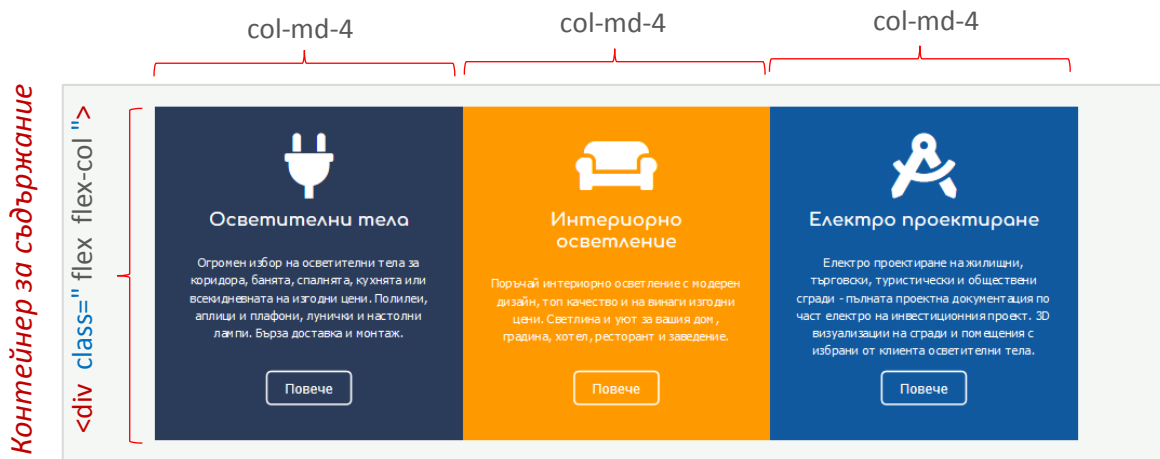 col-md-4
col-md-4
col-md-4
Контейнер за съдържание
<div class=" flex flex-col ">
Осветителни тела
Огромен избор на осветителни тела за
коридора, банята, спалнята, кухнята или
всекидневната на изгодни цени. Полилеи,
аплици и плафони, лунички и настолни
лампи. Бърза доставка и монтаж.
Повече
Интериорно
осветление
Поръчай интериорно осветление с модерен
дизайн, топ качество и на винаги изгодни
цени. Светлина и уют за вашия дом,
градина, хотел, ресторант и заведение.
Повече
Електро проектиране
Електро проектиране на жилищни,
търговски, туристически и обществени
сгради - пълната проектна документация по
част електро на инвестиционния проект. 3D
визуализации на сгради и помещения с
избрани от клиента осветителни тела.
Повече